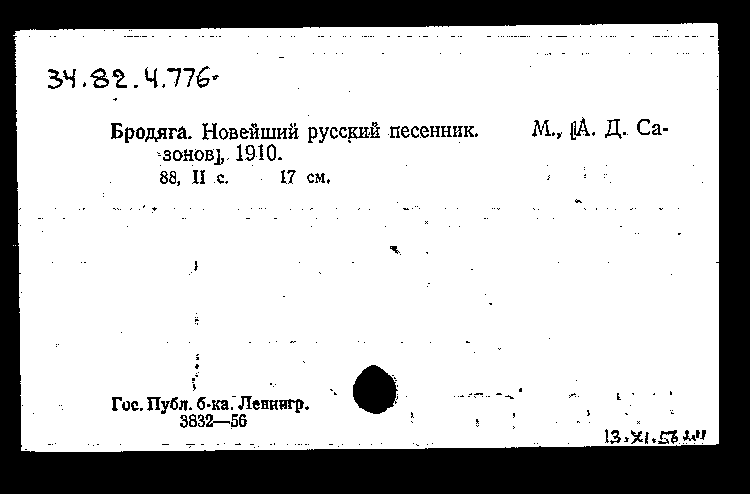 34.82.4.776.
Бродяга. Новейший русский песенник. М., [А. Д. Са-
зонов], 1910.
88, II с. 17 см.
Гос. Публ. б-ка. Ленингр.
3832—56
13.XI.56